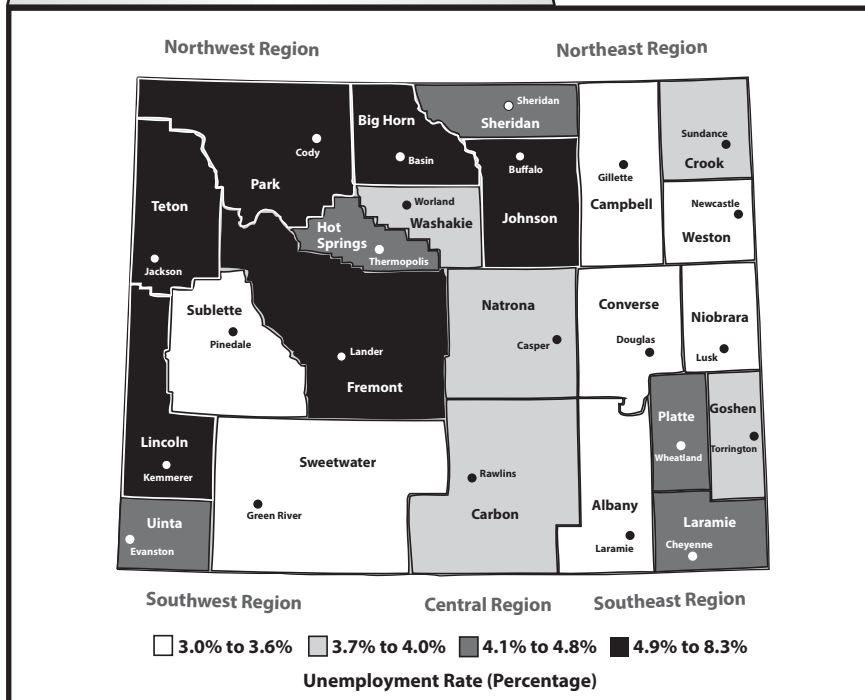 Northwest Region
Northeast Region
Big Horn
Basin
Sheridan
Sheridan
Sundance
Crook
Cody
Park
Buffalo
Johnson
Gillette
Campbell
Newcastle
Weston
Teton
Jackson
Worland
Washakie
Hot
Springs
Thermopolis
Sublette
Pinedale
Lander
Fremont
Natrona
Casper
Converse
Douglas
Niobrara
Lusk
Platte
Wheatland
Goshen
Torrington
Lincoln
Kemmerer
Sweetwater
Green River
Rawlins
Carbon
Albany
Laramie
Laramie
Cheyenne
Uinta
Evanston
Southwest Region
Central Region
Southeast Region
3.0% to 3.6%
3.7% to 4.0%
4.1% to 4.8%
4.9% to 8.3%
Unemployment Rate (Percentage)